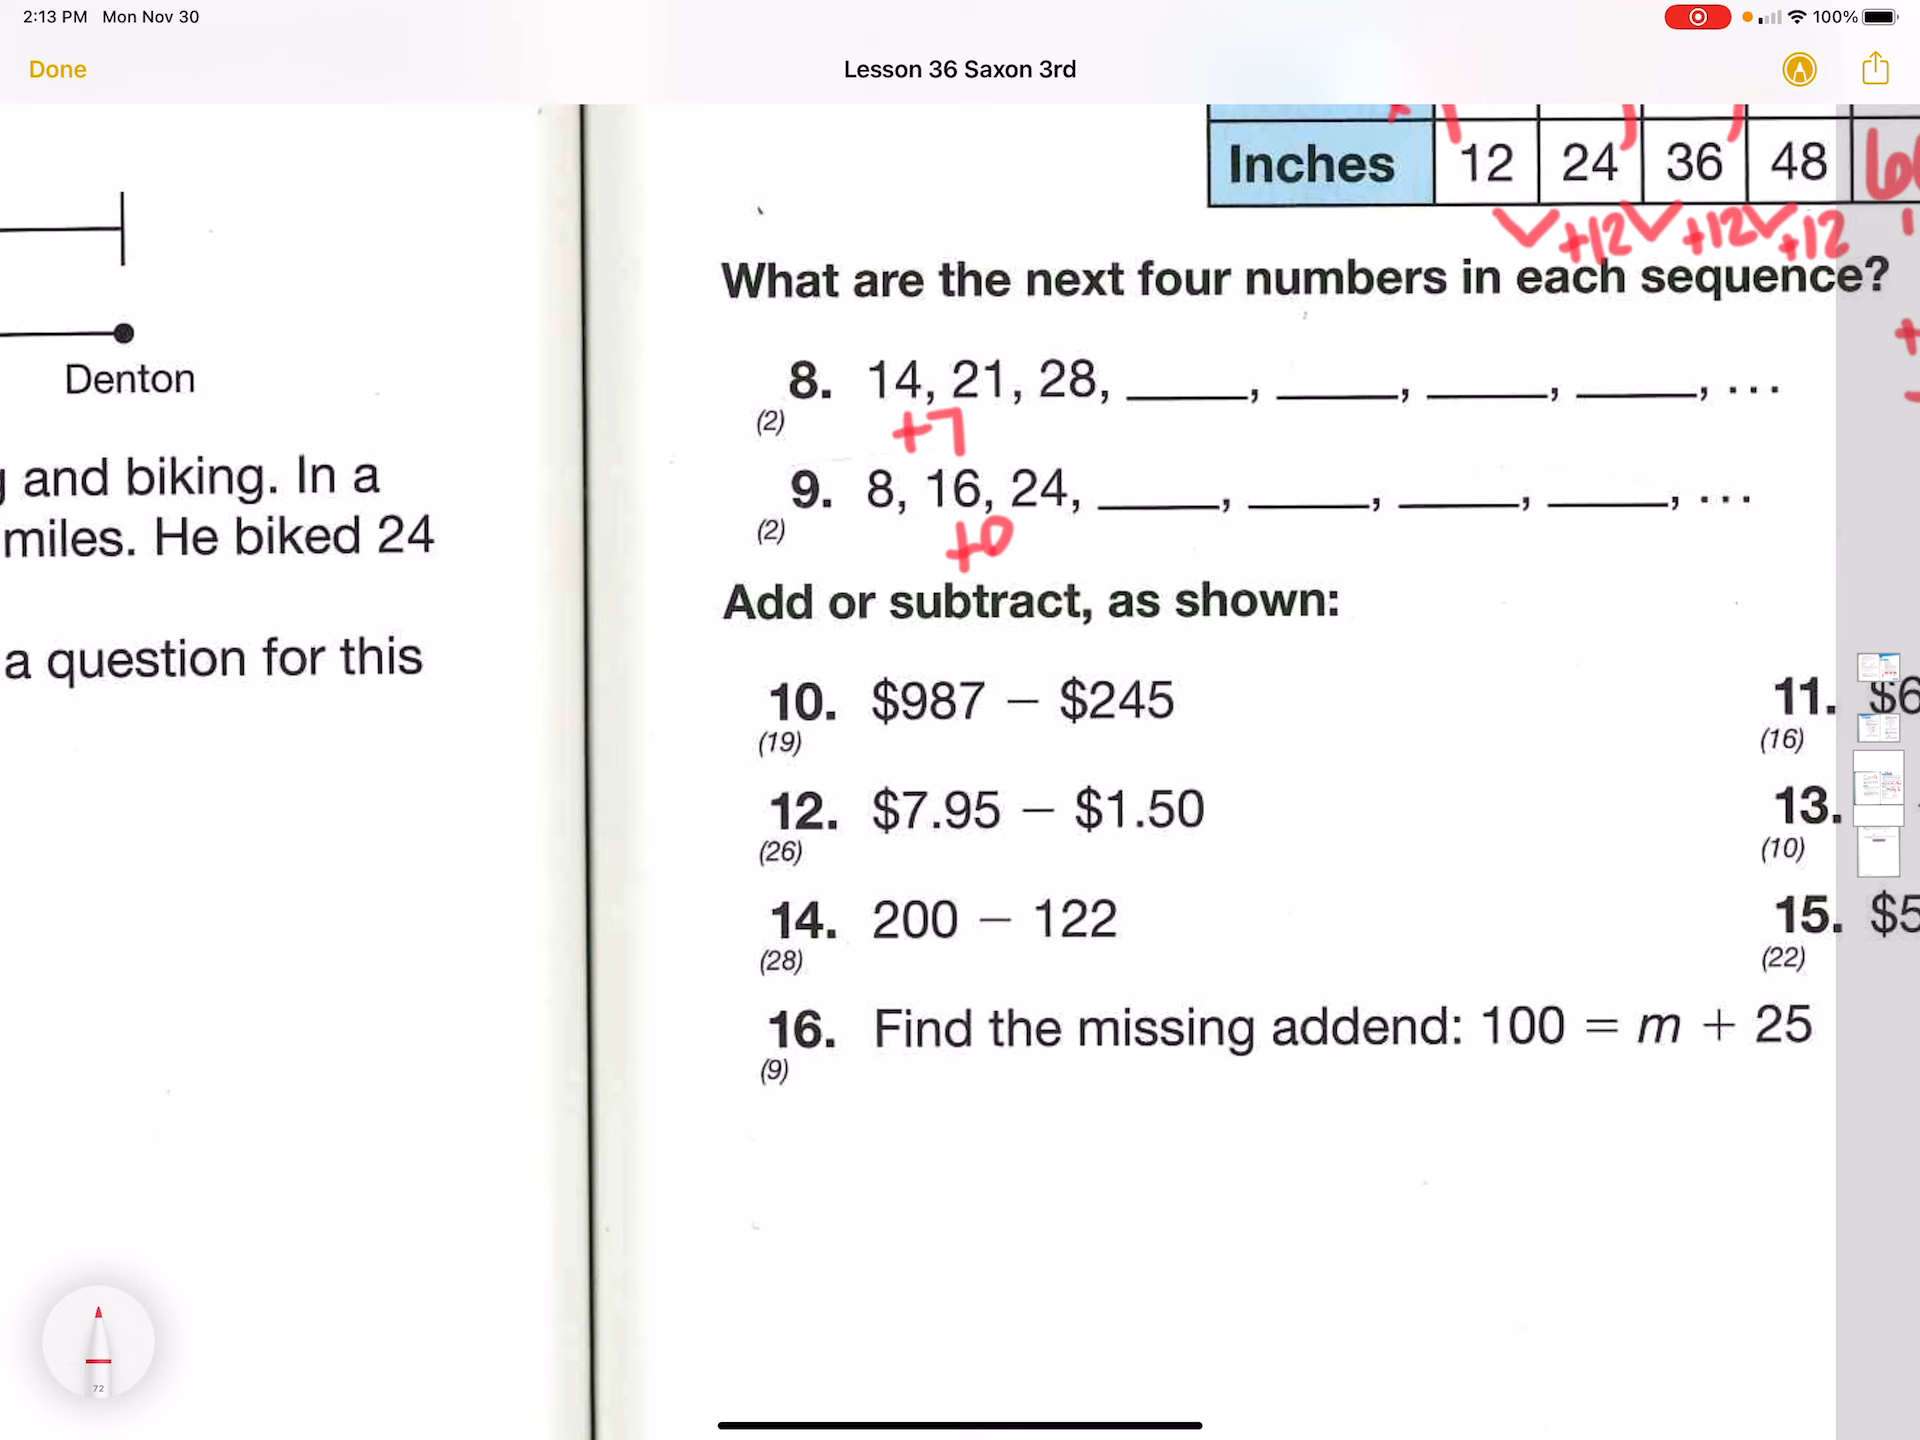 2:13 PM Mon Nov 30
100%
Done
Lesson 36 Saxon 3rd
Inches 12 24 36 48
+12 +12 +12
What are the next four numbers in each sequence?
Denton
8. 14, 21, 28, ____, ____, ____, ____, ...
(2)
+7
and biking. In a
miles. He biked 24
9. 8, 16, 24, ____, ____, ____, ____, ...
(2)
Add or subtract, as shown:
a question for this
10. $987 – $245
(19)
11. $6
(16)
12. $7.95 – $1.50
(26)
13.
(10)
14. 200 – 122
(28)
15. $5
(22)
16. Find the missing addend: 100 = m + 25
(9)
72